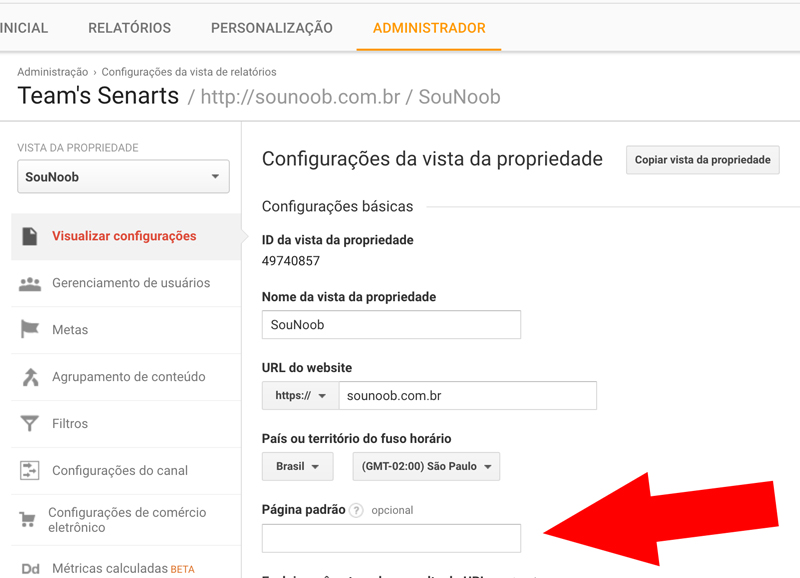 INICIAL RELATÓRIOS PERSONALIZAÇÃO ADMINISTRADOR
Administração › Configurações da vista de relatórios
Team's Senarts / http://sounoob.com.br / SouNoob
VISTA DA PROPRIEDADE
SouNoob
Visualizar configurações
Gerenciamento de usuários
Metas
Agrupamento de conteúdo
Filtros
Configurações do canal
Configurações de comércio
eletrônico
Dd Métricas calculadas BETA
Configurações da vista da propriedade
Copiar vista da propriedade
Configurações básicas
ID da vista da propriedade
49740857
Nome da vista da propriedade
SouNoob
URL do website
https:// sounoob.com.br
País ou território do fuso horário
Brasil (GMT-02:00) São Paulo
Página padrão ? opcional